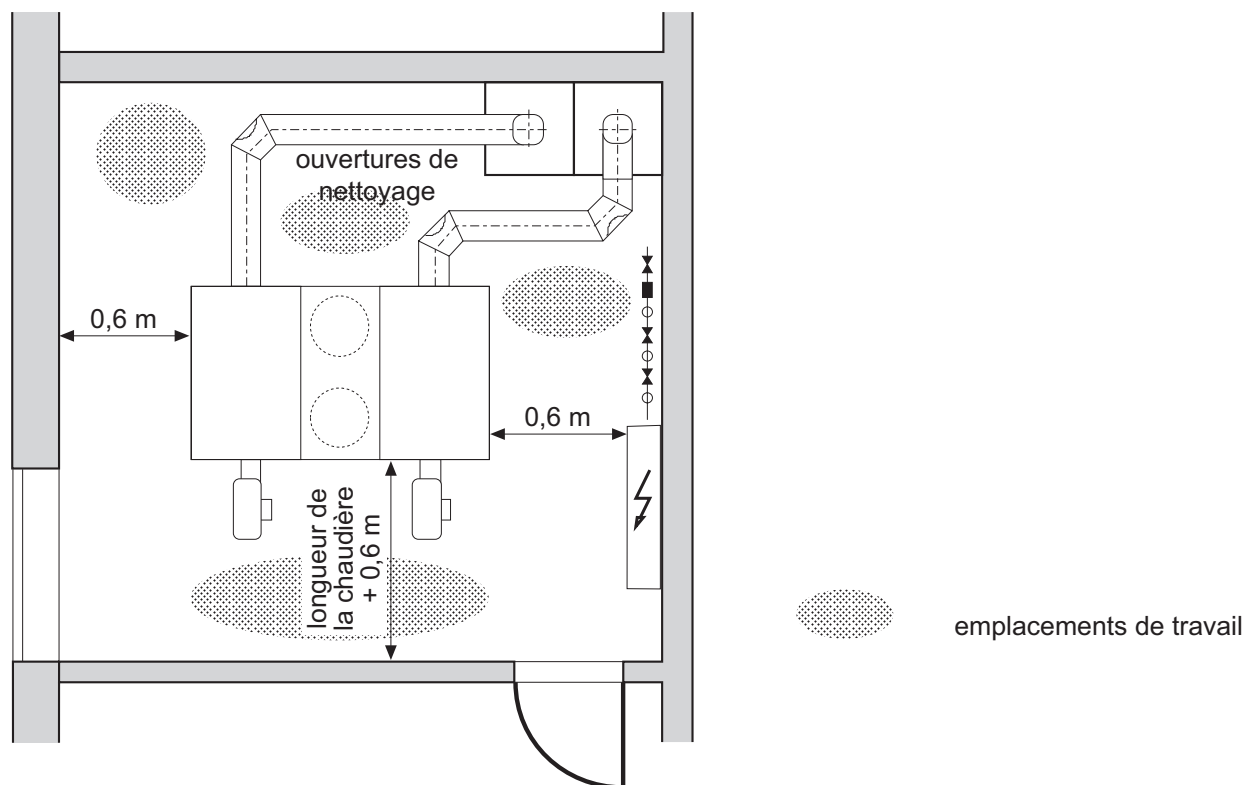 ouvertures de
nettoyage
0,6 m
0,6 m
longueur de
la chaudière
+ 0,6 m
emplacements de travail